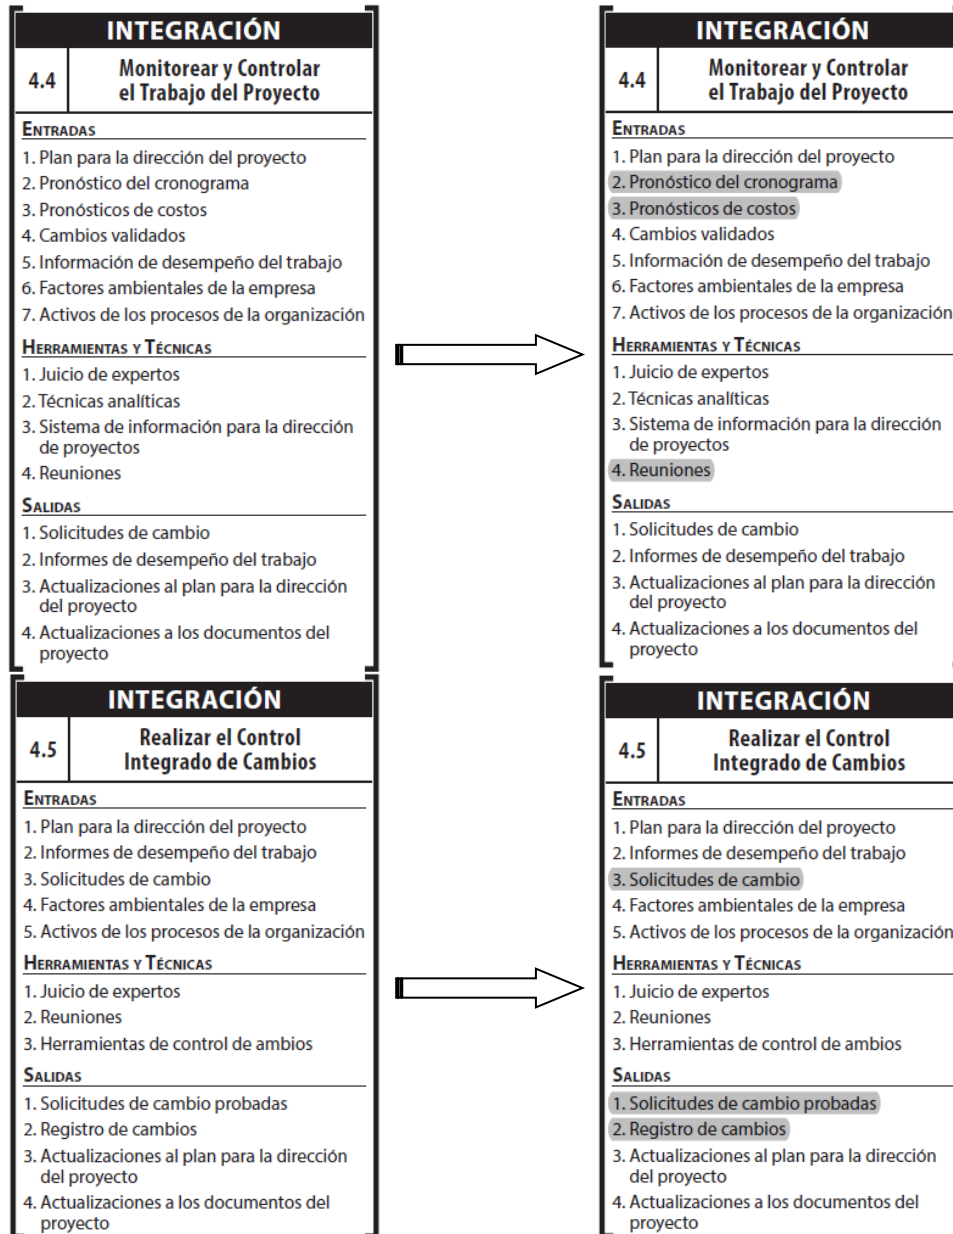 INTEGRACIÓN
4.4
Monitorear y Controlar
el Trabajo del Proyecto
ENTRADAS
1. Plan para la dirección del proyecto
2. Pronóstico del cronograma
3. Pronósticos de costos
4. Cambios validados
5. Información de desempeño del trabajo
6. Factores ambientales de la empresa
7. Activos de los procesos de la organización
HERRAMIENTAS Y TÉCNICAS
1. Juicio de expertos
2. Técnicas analíticas
3. Sistema de información para la dirección
de proyectos
4. Reuniones
SALIDAS
1. Solicitudes de cambio
2. Informes de desempeño del trabajo
3. Actualizaciones al plan para la dirección
del proyecto
4. Actualizaciones a los documentos del
proyecto
INTEGRACIÓN
4.4
Monitorear y Controlar
el Trabajo del Proyecto
ENTRADAS
1. Plan para la dirección del proyecto
2. Pronóstico del cronograma
3. Pronósticos de costos
4. Cambios validados
5. Información de desempeño del trabajo
6. Factores ambientales de la empresa
7. Activos de los procesos de la organización
HERRAMIENTAS Y TÉCNICAS
1. Juicio de expertos
2. Técnicas analíticas
3. Sistema de información para la dirección
de proyectos
4. Reuniones
SALIDAS
1. Solicitudes de cambio
2. Informes de desempeño del trabajo
3. Actualizaciones al plan para la dirección
del proyecto
4. Actualizaciones a los documentos del
proyecto
INTEGRACIÓN
4.5
Realizar el Control
Integrado de Cambios
ENTRADAS
1. Plan para la dirección del proyecto
2. Informes de desempeño del trabajo
3. Solicitudes de cambio
4. Factores ambientales de la empresa
5. Activos de los procesos de la organización
HERRAMIENTAS Y TÉCNICAS
1. Juicio de expertos
2. Reuniones
3. Herramientas de control de ambios
SALIDAS
1. Solicitudes de cambio probadas
2. Registro de cambios
3. Actualizaciones al plan para la dirección
del proyecto
4. Actualizaciones a los documentos del
proyecto
INTEGRACIÓN
4.5
Realizar el Control
Integrado de Cambios
ENTRADAS
1. Plan para la dirección del proyecto
2. Informes de desempeño del trabajo
3. Solicitudes de cambio
4. Factores ambientales de la empresa
5. Activos de los procesos de la organización
HERRAMIENTAS Y TÉCNICAS
1. Juicio de expertos
2. Reuniones
3. Herramientas de control de ambios
SALIDAS
1. Solicitudes de cambio probadas
2. Registro de cambios
3. Actualizaciones al plan para la dirección
del proyecto
4. Actualizaciones a los documentos del
proyecto